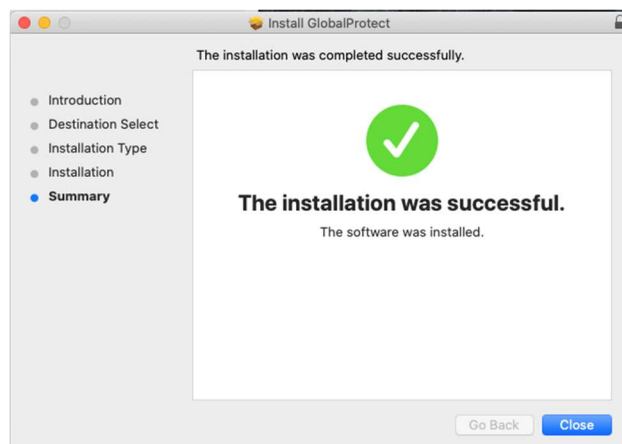 Install GlobalProtect
The installation was completed successfully.
Introduction
Destination Select
Installation Type
Installation
Summary
The installation was successful.
The software was installed.
Go Back
Close